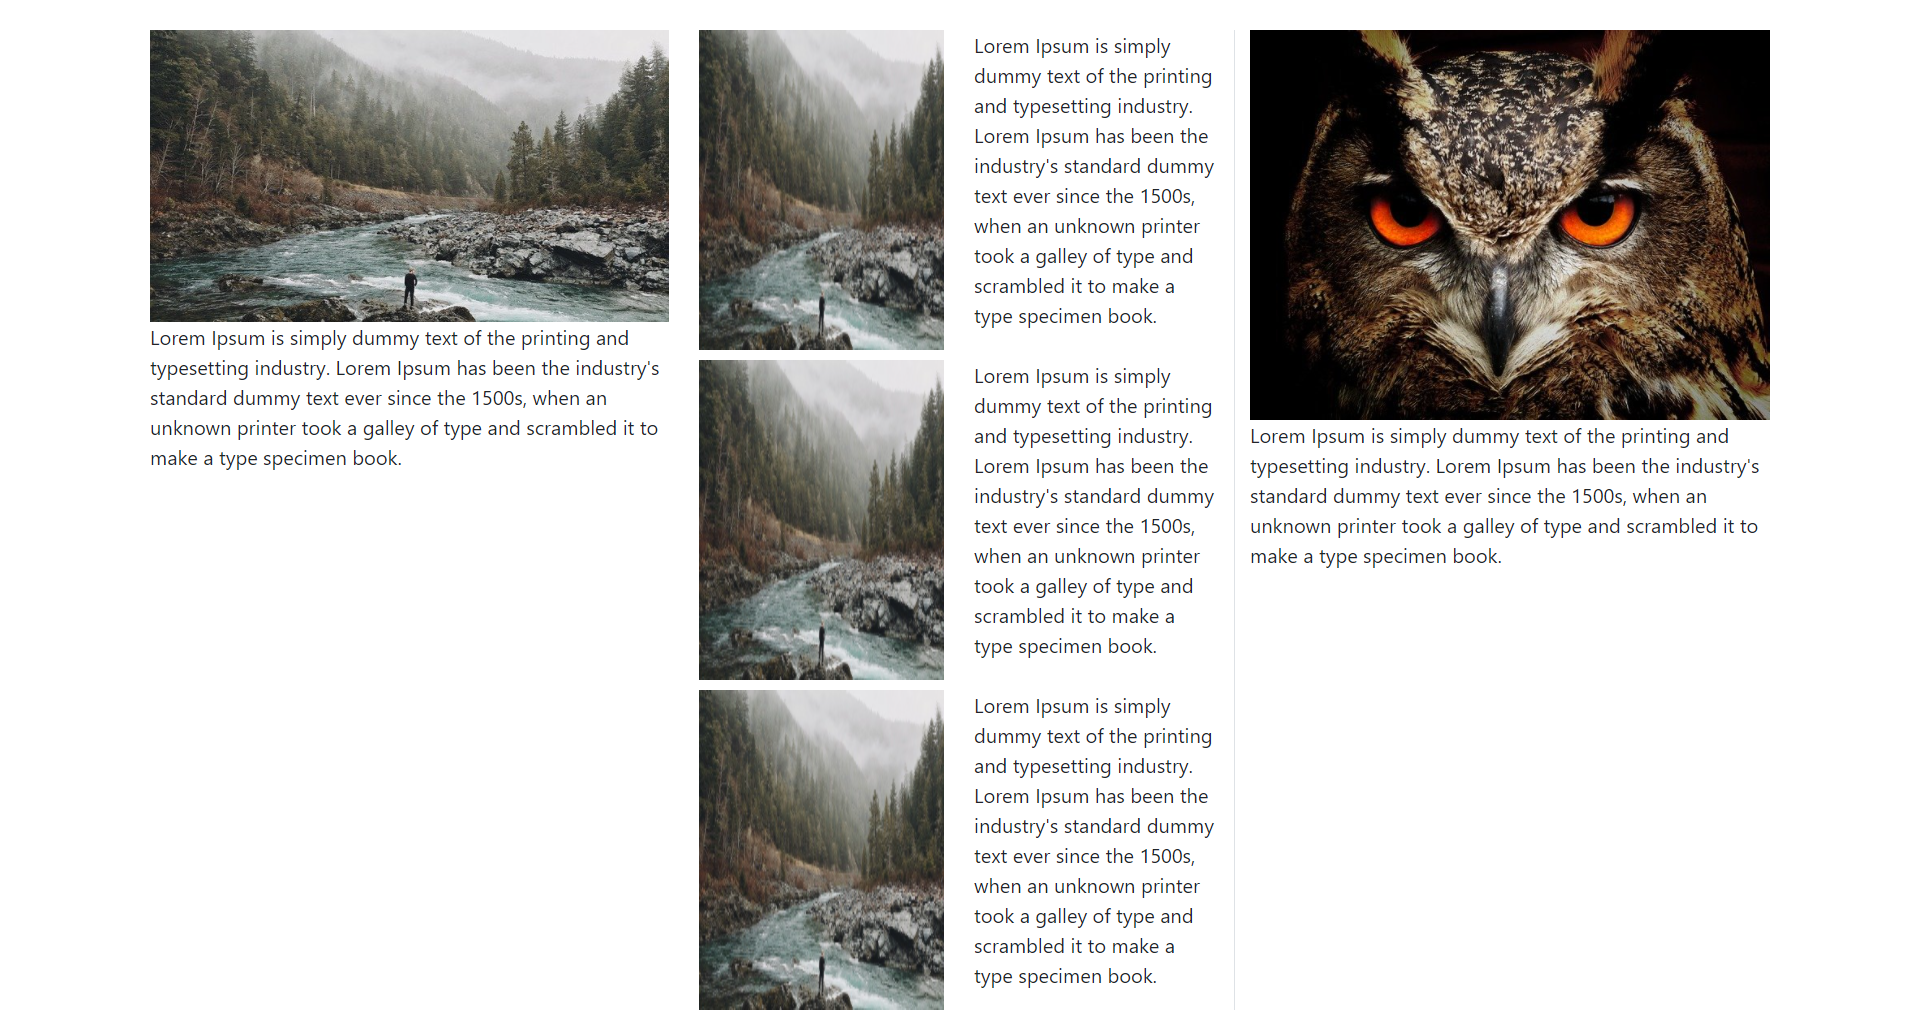 Lorem Ipsum is simply dummy text of the printing and
typesetting industry. Lorem Ipsum has been the industry's
standard dummy text ever since the 1500s, when an
unknown printer took a galley of type and scrambled it to
make a type specimen book.
Lorem Ipsum is simply
dummy text of the printing
and typesetting industry.
Lorem Ipsum has been the
industry's standard dummy
text ever since the 1500s,
when an unknown printer
took a galley of type and
scrambled it to make a
type specimen book.
Lorem Ipsum is simply
dummy text of the printing
and typesetting industry.
Lorem Ipsum has been the
industry's standard dummy
text ever since the 1500s,
when an unknown printer
took a galley of type and
scrambled it to make a
type specimen book.
Lorem Ipsum is simply
dummy text of the printing
and typesetting industry.
Lorem Ipsum has been the
industry's standard dummy
text ever since the 1500s,
when an unknown printer
took a galley of type and
scrambled it to make a
type specimen book.
Lorem Ipsum is simply dummy text of the printing and
typesetting industry. Lorem Ipsum has been the industry's
standard dummy text ever since the 1500s, when an
unknown printer took a galley of type and scrambled it to
make a type specimen book.